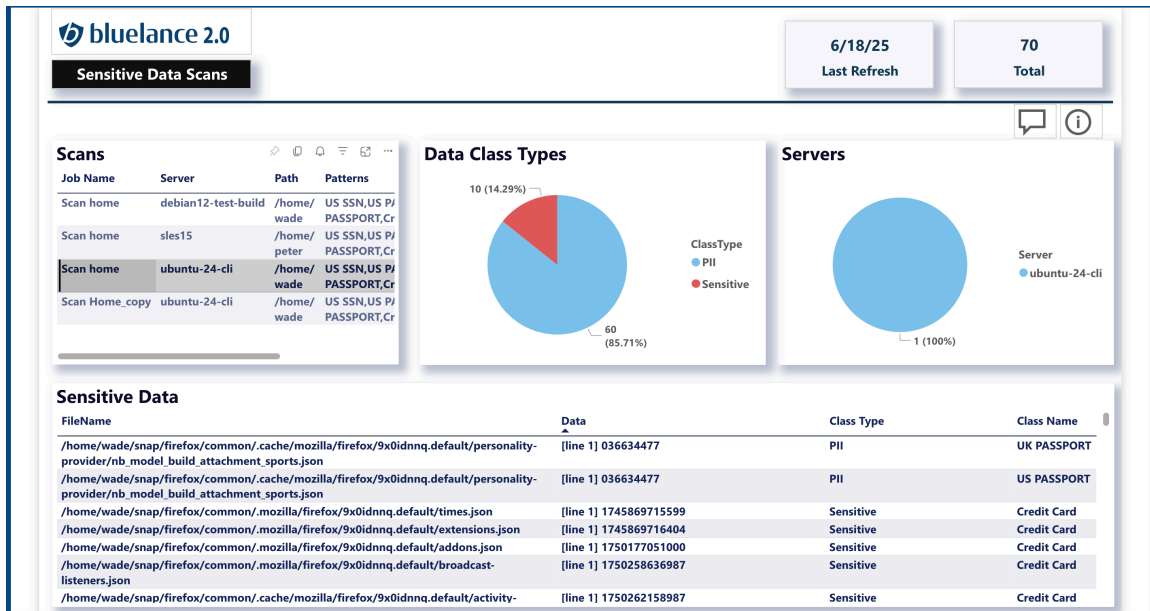 bluelance 2.0
Sensitive Data Scans
6/18/25
Last Refresh
70
Total
Scans
Job Name Server Path Patterns
Scan home debian12-test-build /home/ US SSN,US PA
wade PASSPORT,Cr
Scan home sles15 /home/ US SSN,US PA
peter PASSPORT,Cr
Scan home ubuntu-24-cli /home/ US SSN,US PA
wade PASSPORT,Cr
Scan Home_copy ubuntu-24-cli /home/ US SSN,US PA
wade PASSPORT,Cr
Data Class Types
10 (14.29%)
60
(85.71%)
ClassType
PII
Sensitive
Servers
1 (100%)
Server
ubuntu-24-cli
Sensitive Data
FileName Data Class Type Class Name
/home/wade/snap/firefox/common/.cache/mozilla/firefox/9x0idnnq.default/personality- [line 1] 036634477 PII UK PASSPORT
provider/nb_model_build_attachment_sports.json
/home/wade/snap/firefox/common/.cache/mozilla/firefox/9x0idnnq.default/personality- [line 1] 036634477 PII US PASSPORT
provider/nb_model_build_attachment_sports.json
/home/wade/snap/firefox/common/.mozilla/firefox/9x0idnnq.default/times.json [line 1] 1745869715599 Sensitive Credit Card
/home/wade/snap/firefox/common/.mozilla/firefox/9x0idnnq.default/extensions.json [line 1] 1745869716404 Sensitive Credit Card
/home/wade/snap/firefox/common/.mozilla/firefox/9x0idnnq.default/addons.json [line 1] 1750177051000 Sensitive Credit Card
/home/wade/snap/firefox/common/.mozilla/firefox/9x0idnnq.default/broadcast- [line 1] 1750258636987 Sensitive Credit Card
listeners.json
/home/wade/snap/firefox/common/.cache/mozilla/firefox/9x0idnnq.default/activity- [line 1] 1750262158987 Sensitive Credit Card